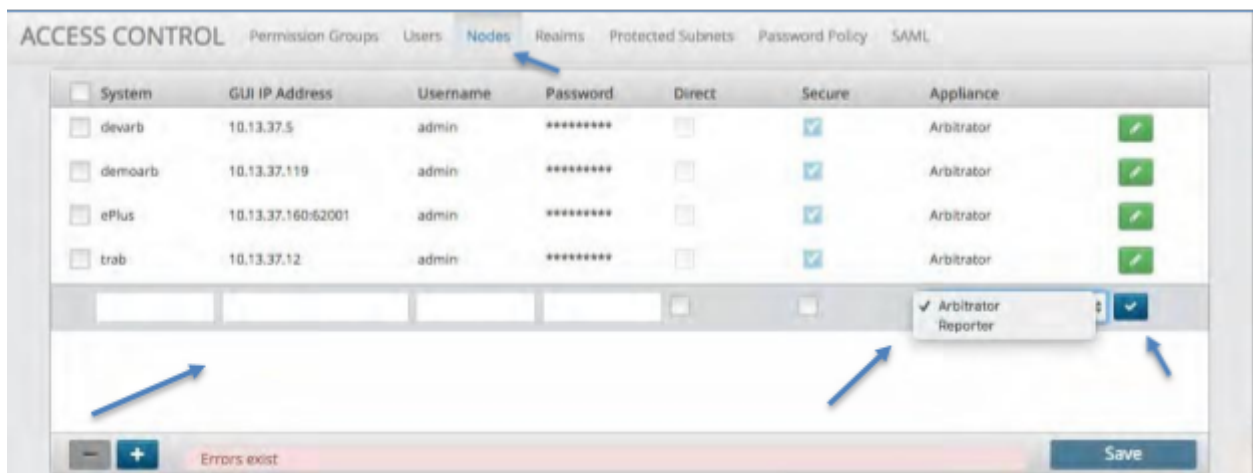 ACCESS CONTROL Permission Groups Users Nodes Realms Protected Subnets Password Policy SAML
System GUI IP Address Username Password Direct Secure Appliance
devarb 10.13.37.5 admin ********* Arbitrator
demoarb 10.13.37.119 admin ********* Arbitrator
ePlus 10.13.37.160:62001 admin ********* Arbitrator
trab 10.13.37.12 admin ********* Arbitrator
✓ Arbitrator
Reporter
Errors exist Save